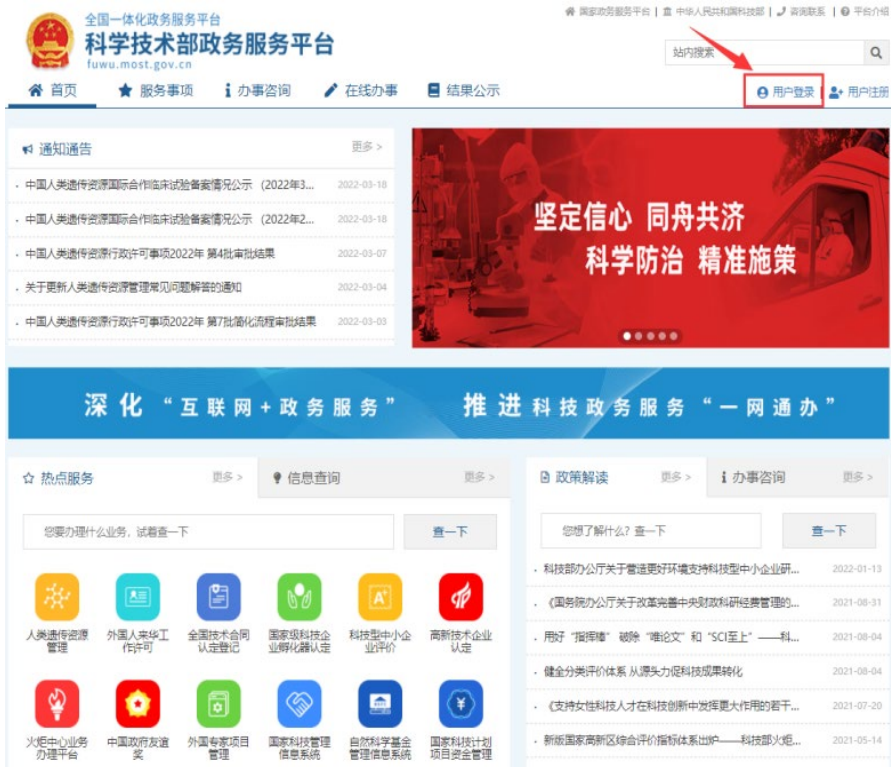 国家政务服务平台 | 中华人民共和国科技部 | 咨询联系 | 平台介绍
全国一体化政务服务平台
科学技术部政务服务平台
fuwu.most.gov.cn
站内搜索
首页 服务事项 办事咨询 在线办事 结果公示 用户登录 | 用户注册
通知通告 更多 >
· 中国人类遗传资源国际合作临床试验备案情况公示 (2022年3... 2022-03-18
· 中国人类遗传资源国际合作临床试验备案情况公示 (2022年2... 2022-03-18
· 中国人类遗传资源行政许可事项2022年 第4批审批结果 2022-03-07
· 关于更新人类遗传资源管理常见问题解答的通知 2022-03-04
· 中国人类遗传资源行政许可事项2022年 第7批简化流程审批结果 2022-03-03
坚定信心 同舟共济
科学防治 精准施策
深化 “互联网+政务服务” 推进科技政务服务 “一网通办”
热点服务 更多 > 信息查询 更多 >
您要办理什么业务, 试着查一下 查一下
人类遗传资源
管理
外国人来华工
作许可
全国技术合同
认定登记
国家级科技企
业孵化器认定
科技型中小企
业评价
A+
高新技术企业
认定
火炬中心业务
办理平台
中国政府友谊
奖
外国专家项目
管理
国家科技管理
信息系统
自然科学基金
管理信息系统
国家科技计划
项目资金管理
政策解读 更多 > 办事咨询 更多 >
您想了解什么? 查一下 查一下
· 科技部办公厅关于营造更好环境支持科技型中小企业研... 2022-01-13
· 《国务院办公厅关于改革完善中央财政科研经费管理的... 2021-08-31
· 用好 “指挥棒” 破除 “唯论文” 和 “SCI至上” ——科... 2021-08-04
· 健全分类评价体系 从源头力促科技成果转化 2021-08-04
· 《支持女性科技人才在科技创新中发挥更大作用的若干... 2021-07-20
· 新版国家高新区综合评价指标体系出炉——科技部火炬... 2021-05-14